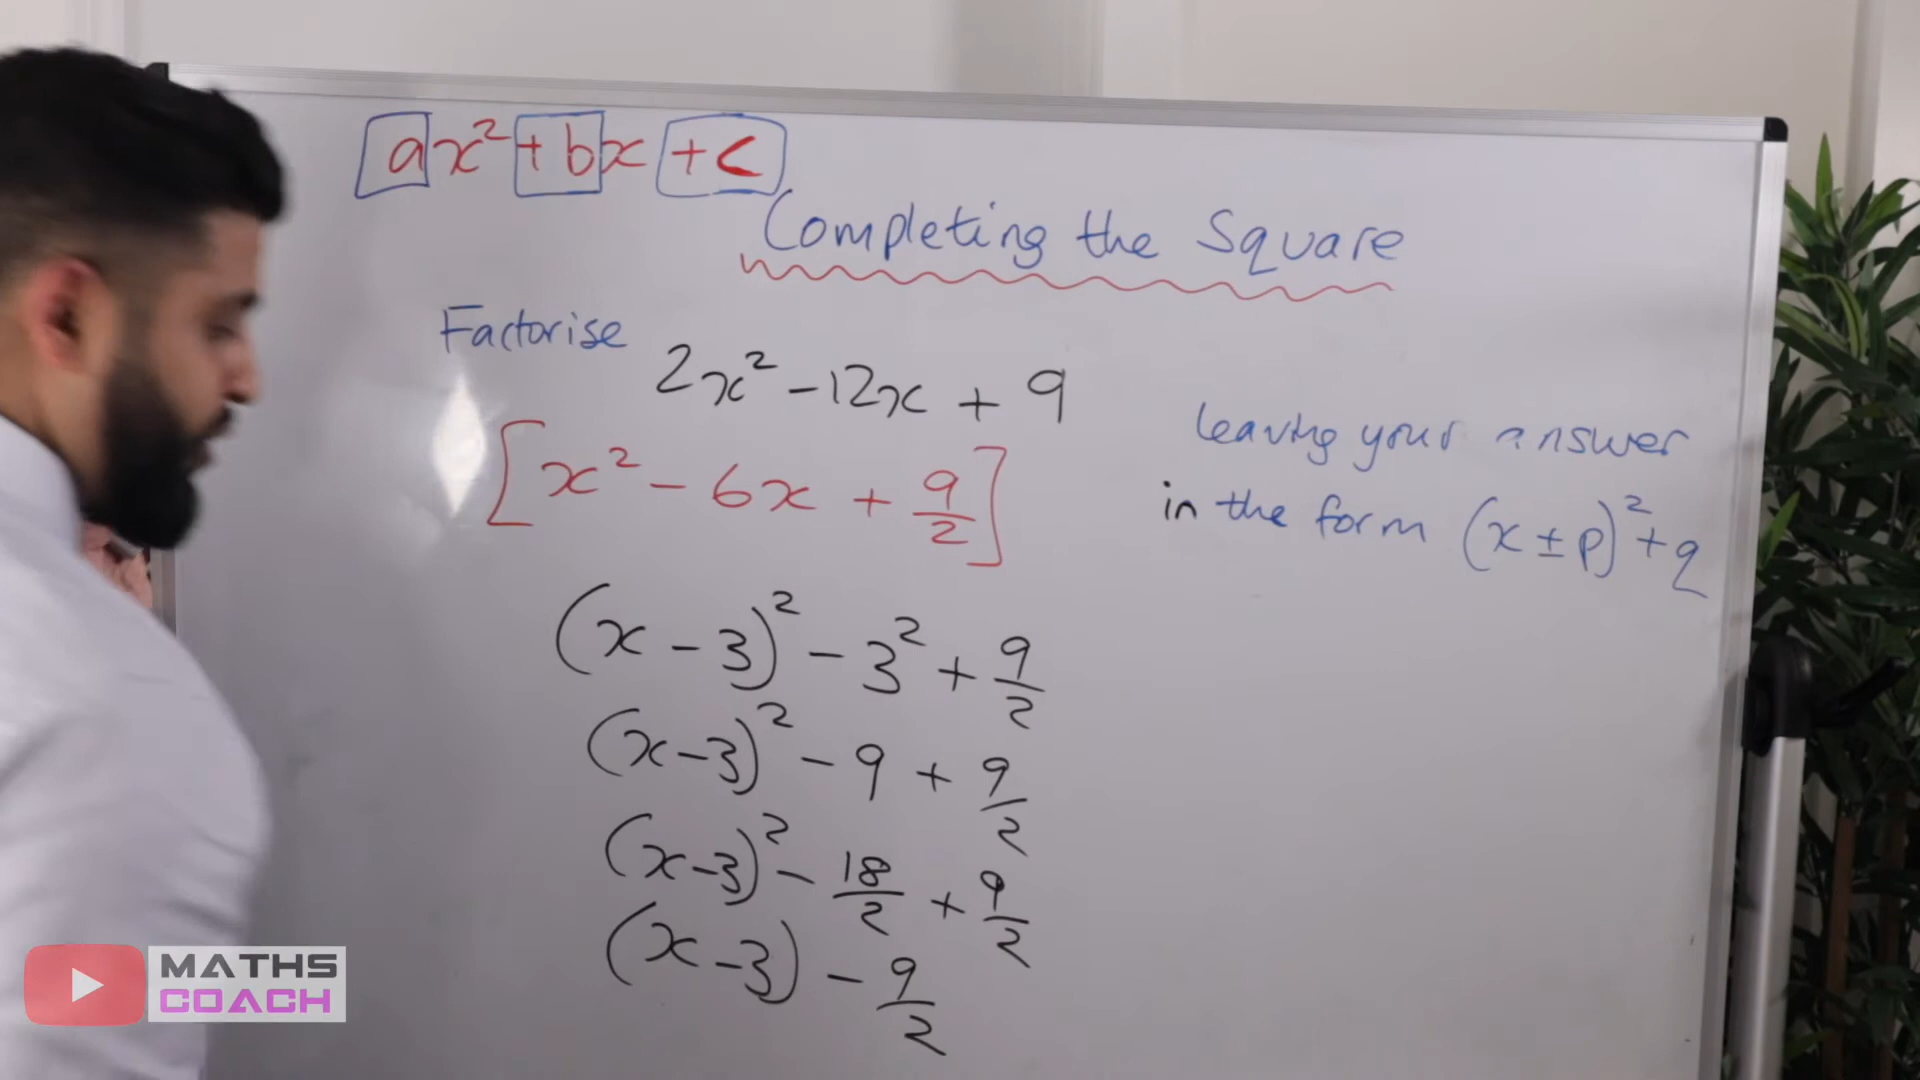 ax² + bx + c
Completing the Square
Factorise
2x² - 12x + 9
[x² - 6x + 9/2]
leaving your answer
in the form (x ± p)² + q
(x - 3)² - 3² + 9/2
(x - 3)² - 9 + 9/2
(x - 3)² - 18/2 + 9/2
(x - 3) - 9/2
MATHS
COACH